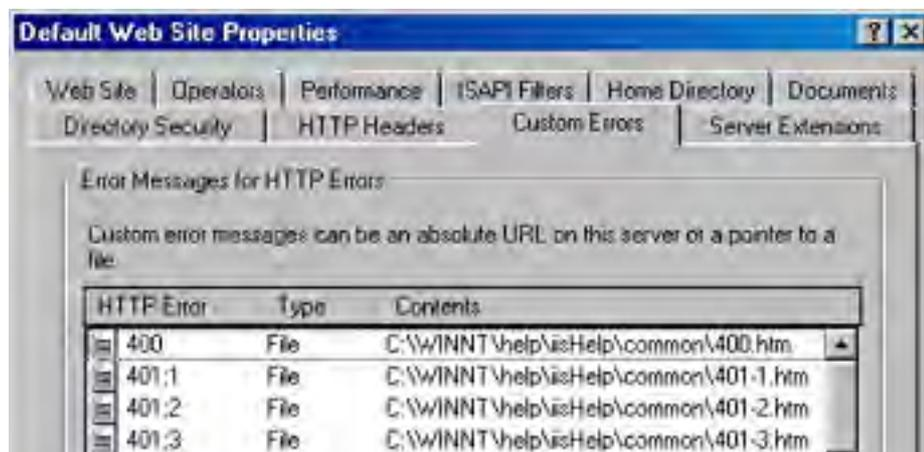 Default Web Site Properties
Web Site Operators Performance ISAPI Filters Home Directory Documents
Directory Security HTTP Headers Custom Errors Server Extensions
Error Messages for HTTP Errors
Custom error messages can be an absolute URL on this server or a pointer to a
file.
HTTP Error Type Contents
400 File C:\WINNT\help\iisHelp\common\400.htm
401;1 File C:\WINNT\help\iisHelp\common\401-1.htm
401;2 File C:\WINNT\help\iisHelp\common\401-2.htm
401;3 File C:\WINNT\help\iisHelp\common\401-3.htm